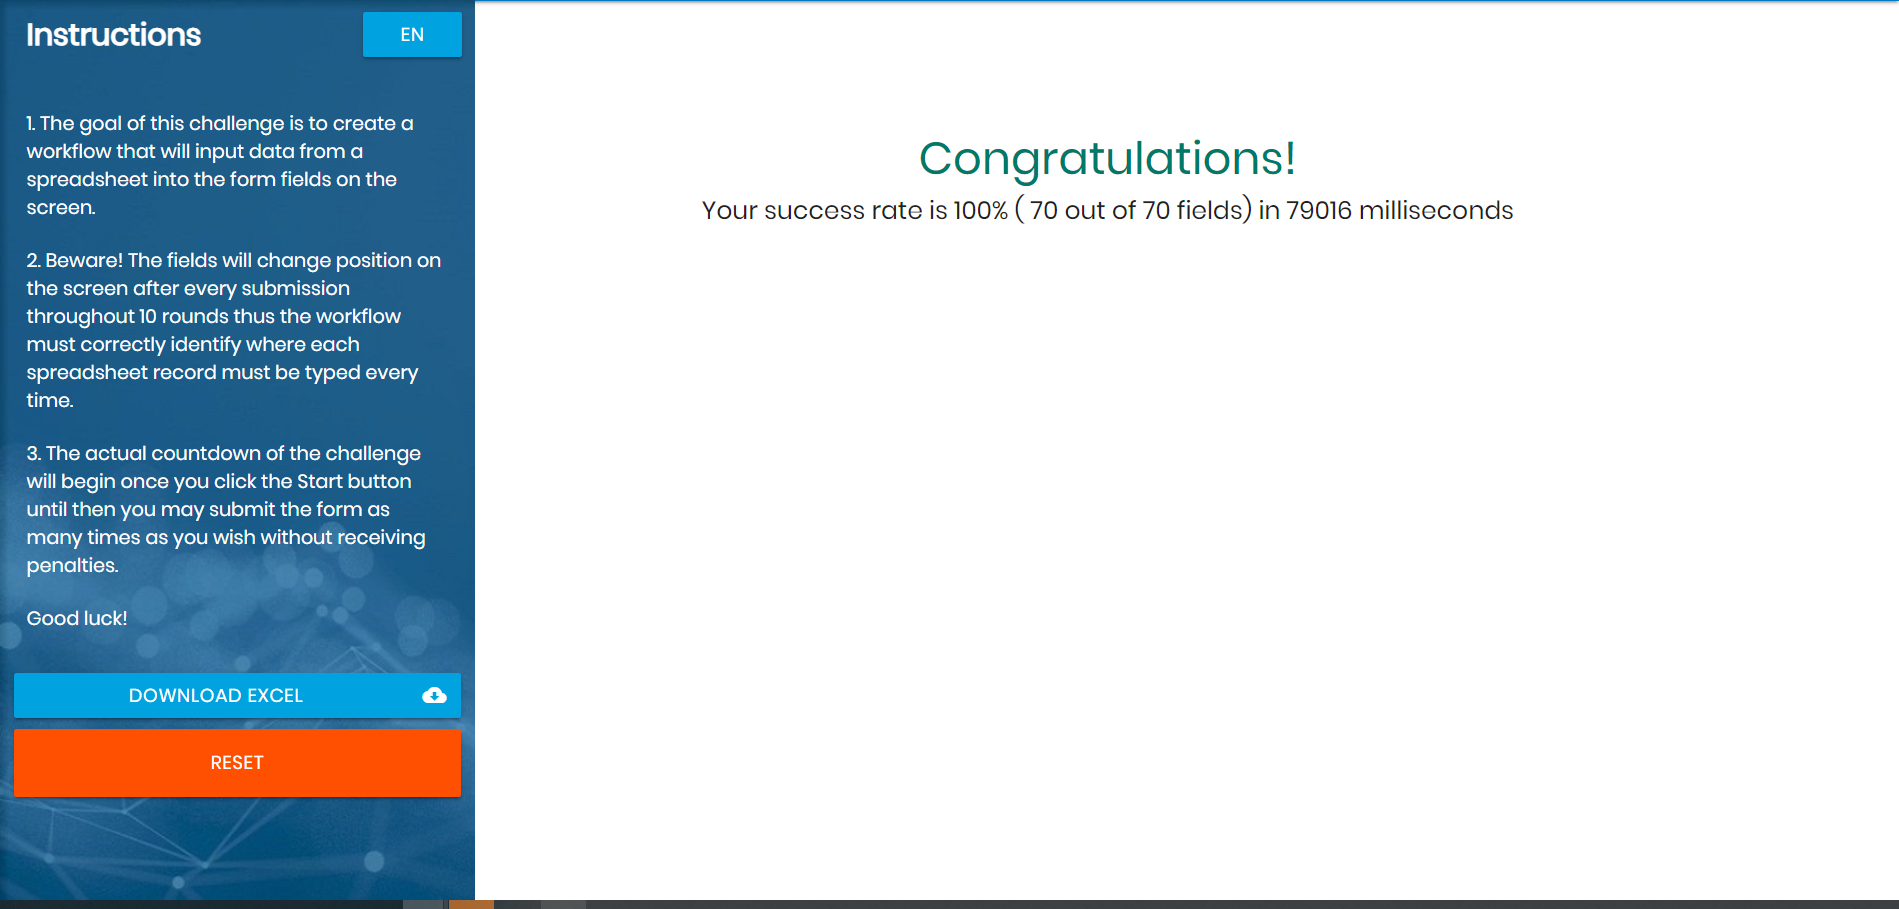 Instructions
EN
1. The goal of this challenge is to create a
workflow that will input data from a
spreadsheet into the form fields on the
screen.
2. Beware! The fields will change position on
the screen after every submission
throughout 10 rounds thus the workflow
must correctly identify where each
spreadsheet record must be typed every
time.
3. The actual countdown of the challenge
will begin once you click the Start button
until then you may submit the form as
many times as you wish without receiving
penalties.
Good luck!
DOWNLOAD EXCEL
RESET
Congratulations!
Your success rate is 100% ( 70 out of 70 fields) in 79016 milliseconds